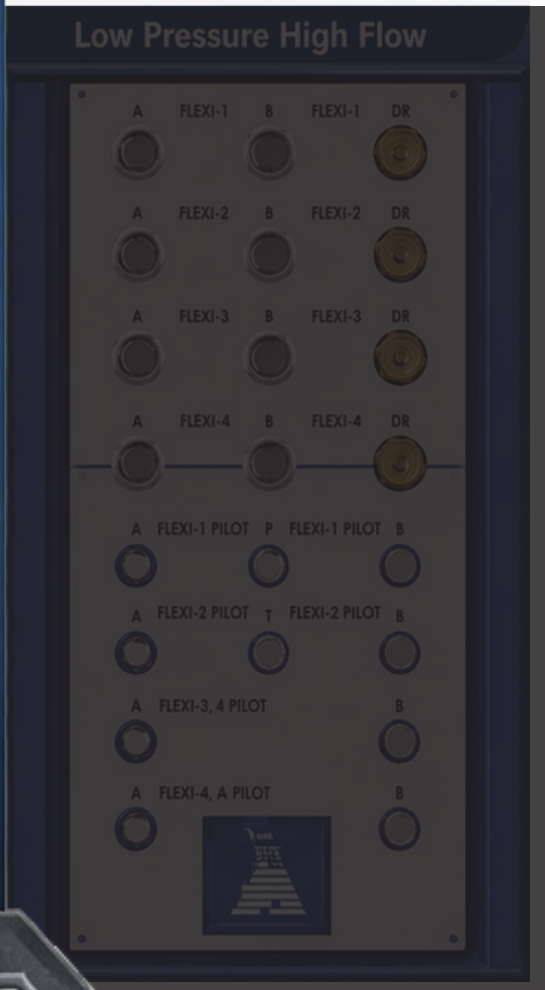 Low Pressure High Flow
A FLEXI-1 B FLEXI-1 DR
A FLEXI-2 B FLEXI-2 DR
A FLEXI-3 B FLEXI-3 DR
A FLEXI-4 B FLEXI-4 DR
A FLEXI-1 PILOT P FLEXI-1 PILOT B
A FLEXI-2 PILOT T FLEXI-2 PILOT B
A FLEXI-3, 4 PILOT B
A FLEXI-4, A PILOT B